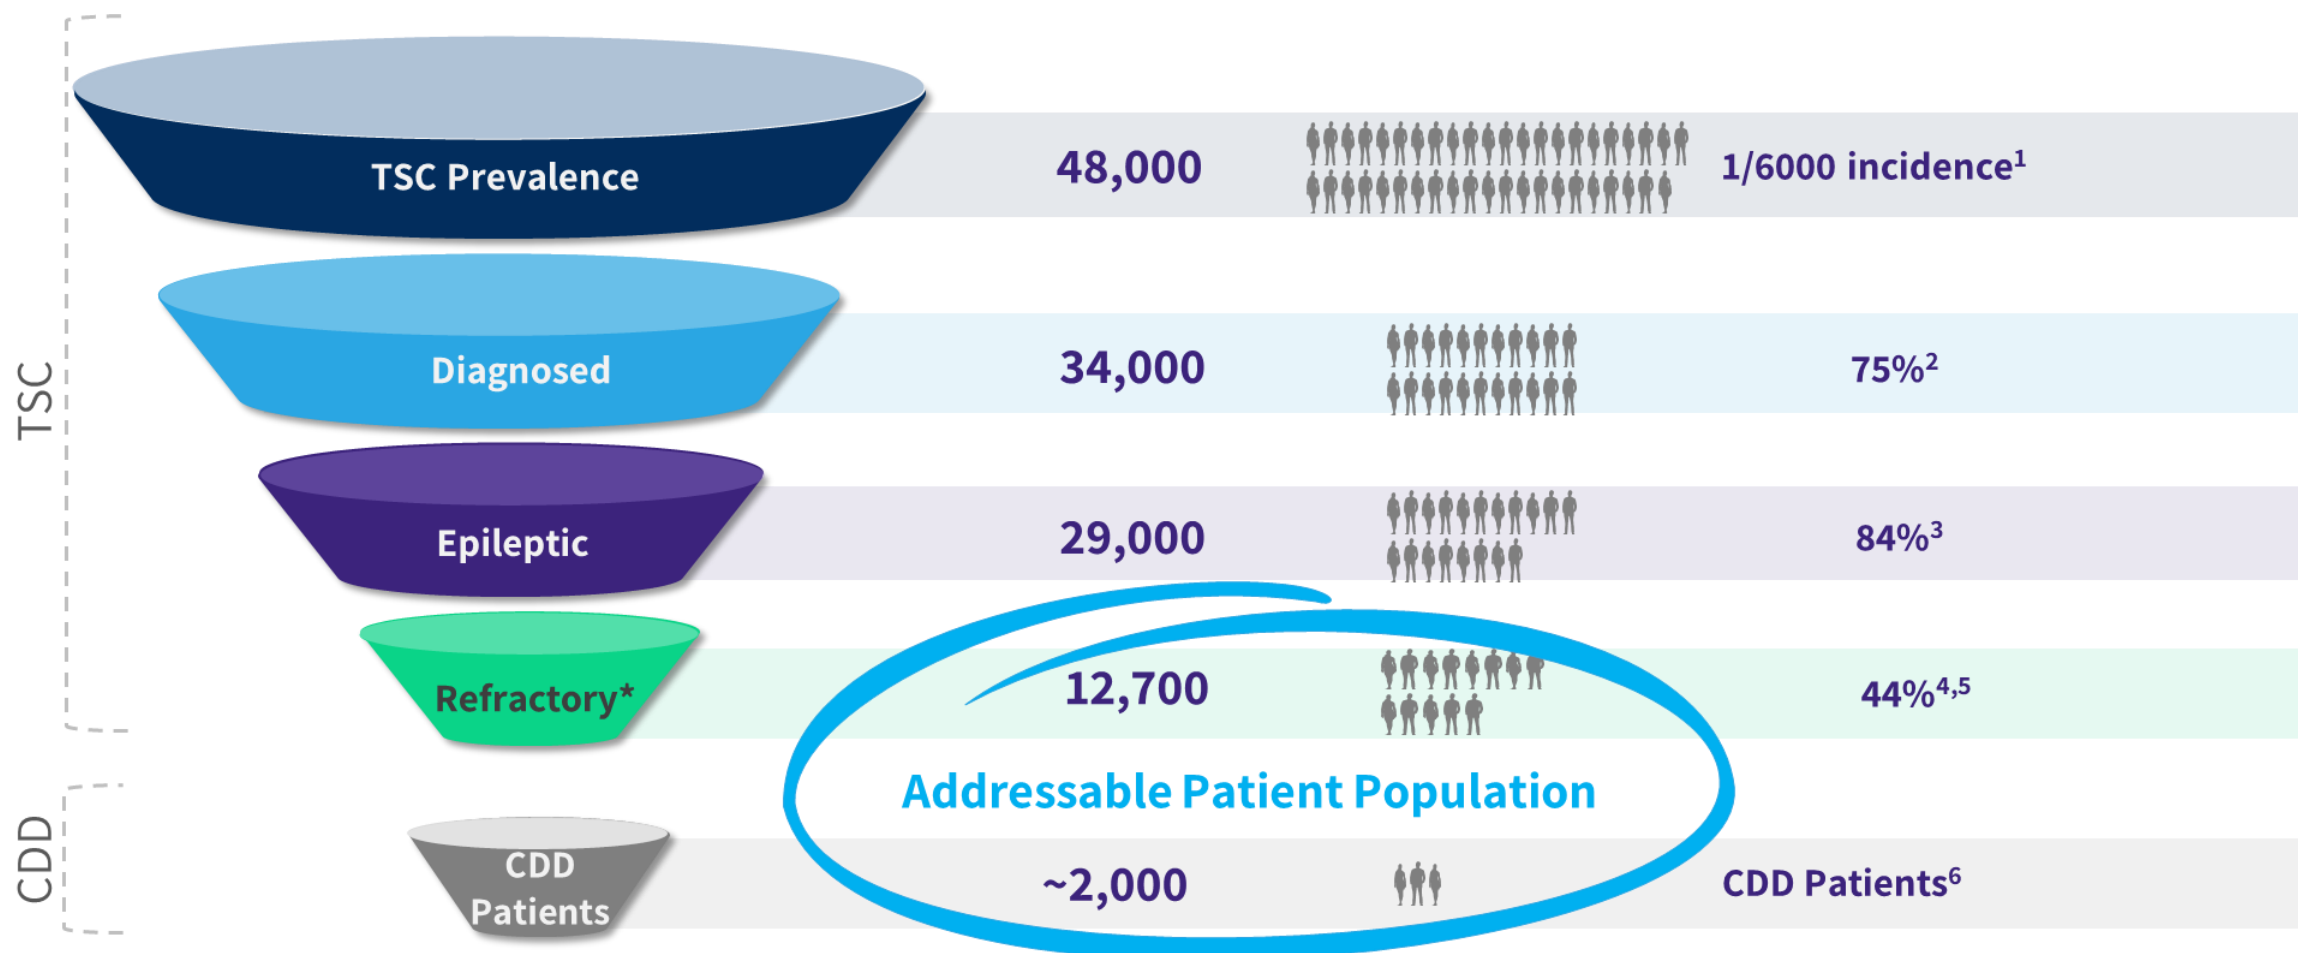 TSC
TSC Prevalence
48,000
1/6000 incidence1
Diagnosed
34,000
75%2
Epileptic
29,000
84%3
Refractory*
12,700
44%4,5
Addressable Patient Population
CDD
CDD
Patients
~2,000
CDD Patients6